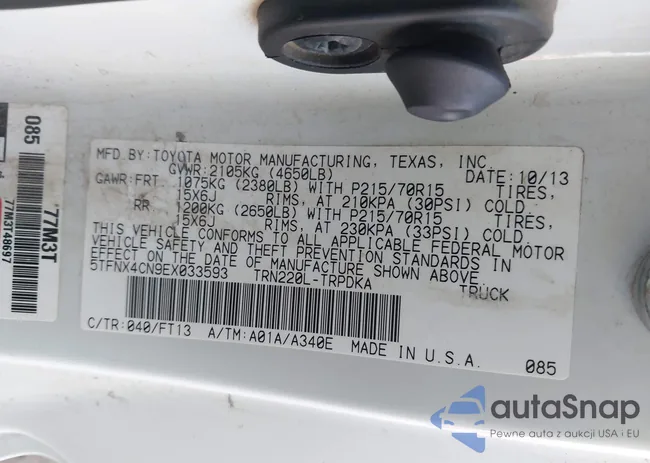 MFD BY: TOYOTA MOTOR MANUFACTURING, TEXAS, INC.
GVWR: 2105KG (4650LB) DATE: 10/13
GAWR: FRT 1075KG (2380LB) WITH P215/70R15 TIRES,
15X6J RIMS, AT 210KPA (30PSI) COLD
RR 1200KG (2650LB) WITH P215/70R15 TIRES,
15X6J RIMS, AT 230KPA (33PSI) COLD
THIS VEHICLE CONFORMS TO ALL APPLICABLE FEDERAL MOTOR
VEHICLE SAFETY AND THEFT PREVENTION STANDARDS IN
EFFECT ON THE DATE OF MANUFACTURE SHOWN ABOVE.
5TFNX4CN9EX033593 TRN220L-TRPDKA TRUCK
C/TR: 040/FT13 A/TM: A01A/A340E MADE IN U.S.A. 085
085
77M3T
77M3T48697
autaSnap
Pewne auta z aukcji USA i EU